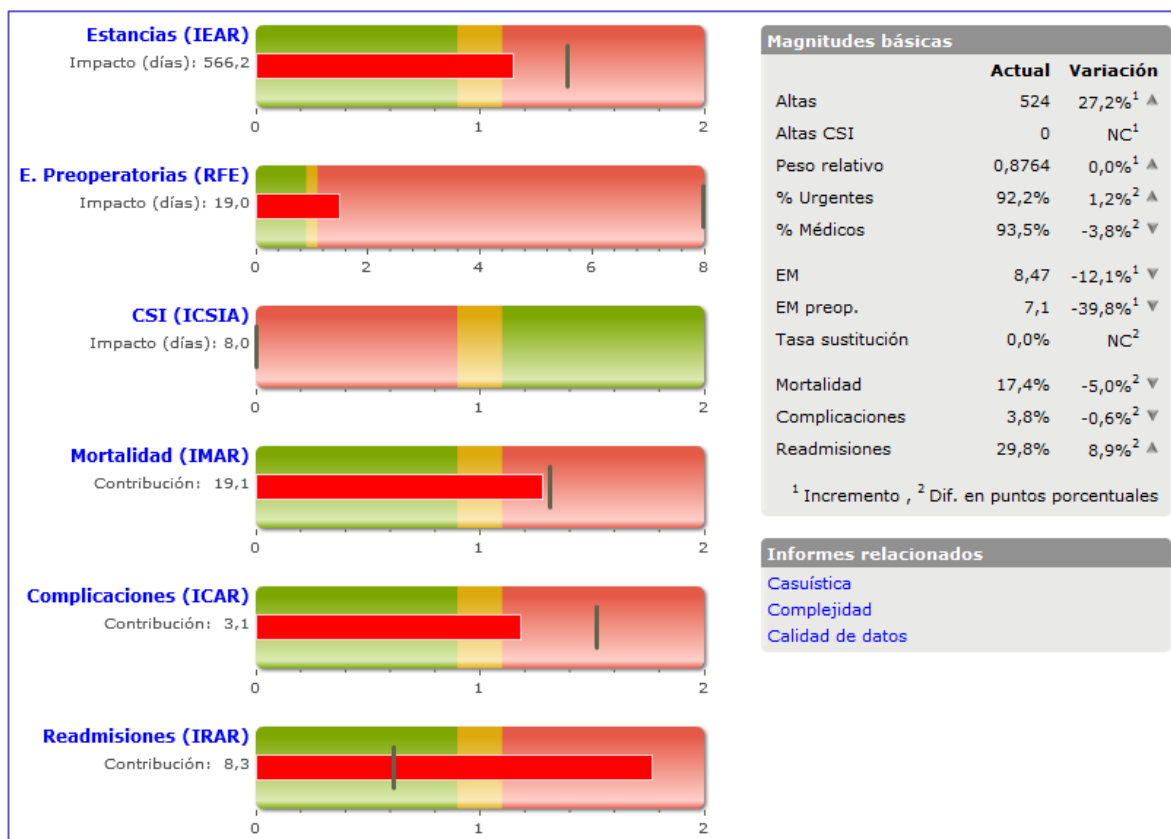 Estancias (IEAR)
Impacto (días): 566,2
0 1 2
E. Preoperatorias (RFE)
Impacto (días): 19,0
0 2 4 6 8
CSI (ICSIA)
Impacto (días): 8,0
0 1 2
Mortalidad (IMAR)
Contribución: 19,1
0 1 2
Complicaciones (ICAR)
Contribución: 3,1
0 1 2
Readmisiones (IRAR)
Contribución: 8,3
0 1 2
Magnitudes básicas
Actual Variación
Altas 524 27,2%¹ ▲
Altas CSI 0 NC¹
Peso relativo 0,8764 0,0%¹ ▲
% Urgentes 92,2% 1,2%² ▲
% Médicos 93,5% -3,8%² ▼
EM 8,47 -12,1%¹ ▼
EM preop. 7,1 -39,8%¹ ▼
Tasa sustitución 0,0% NC²
Mortalidad 17,4% -5,0%² ▼
Complicaciones 3,8% -0,6%² ▼
Readmisiones 29,8% 8,9%² ▲
¹ Incremento , ² Dif. en puntos porcentuales
Informes relacionados
Casuística
Complejidad
Calidad de datos